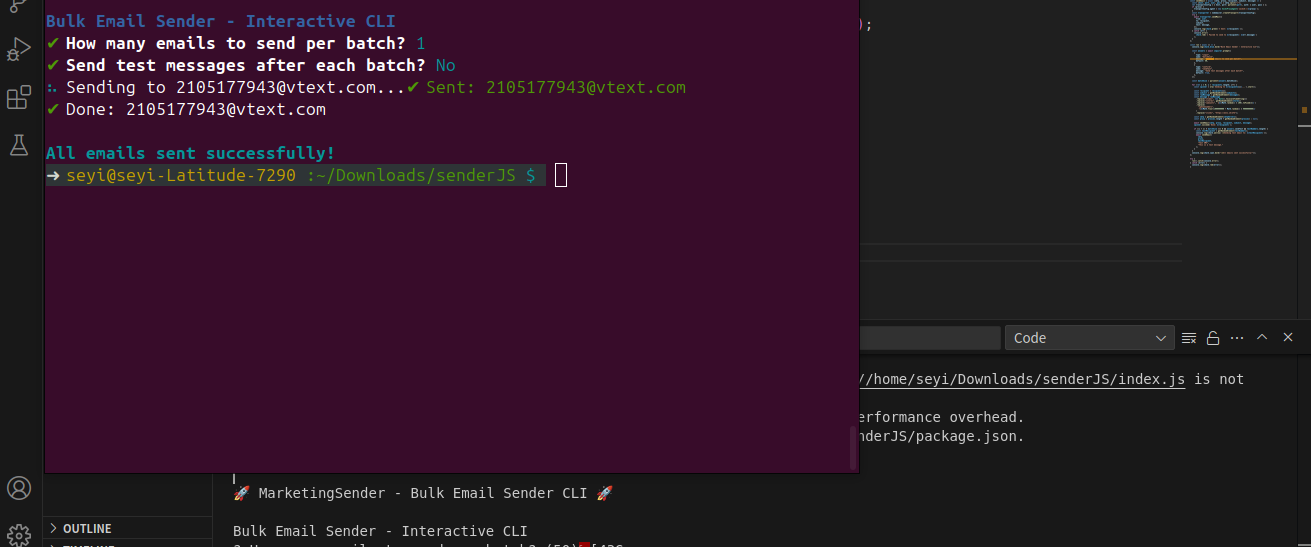 Bulk Email Sender - Interactive CLI
✔ How many emails to send per batch? 1
✔ Send test messages after each batch? No
Sending to 2105177943@vtext.com...✔ Sent: 2105177943@vtext.com
✔ Done: 2105177943@vtext.com
All emails sent successfully!
➜ seyi@seyi-Latitude-7290 :~/Downloads/senderJS $
);
Code
//home/seyi/Downloads/senderJS/index.js is not
erformance overhead.
nderJS/package.json.
🚀 MarketingSender - Bulk Email Sender CLI 🚀
Bulk Email Sender - Interactive CLI
OUTLINE